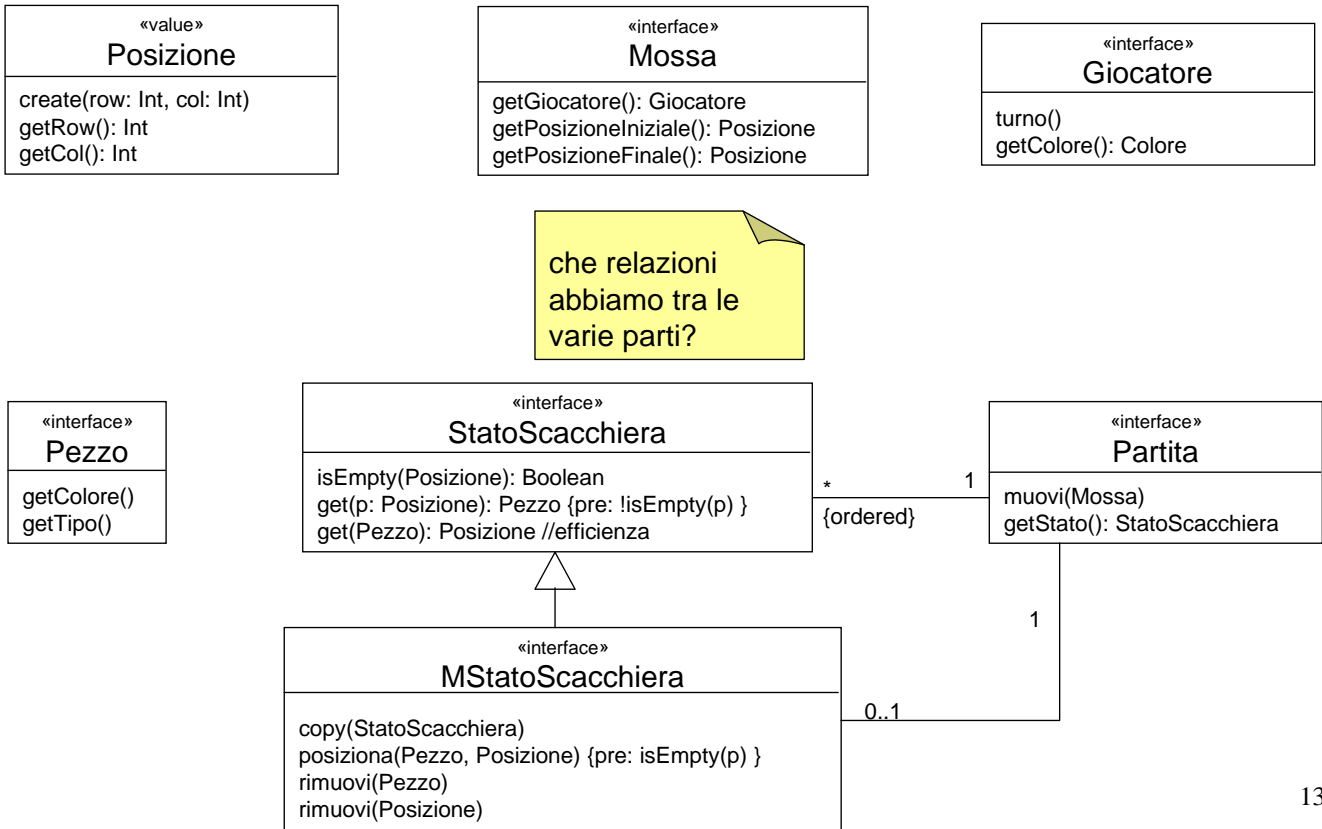 «value»
Posizione
create(row: Int, col: Int)
getRow(): Int
getCol(): Int
«interface»
Mossa
getGiocatore(): Giocatore
getPosizioneIniziale(): Posizione
getPosizioneFinale(): Posizione
«interface»
Giocatore
turno()
getColore(): Colore
che relazioni
abbiamo tra le
varie parti?
«interface»
Pezzo
getColore()
getTipo()
«interface»
StatoScacchiera
isEmpty(Posizione): Boolean
get(p: Posizione): Pezzo {pre: !isEmpty(p) }
get(Pezzo): Posizione //efficienza
*
1
{ordered}
«interface»
Partita
muovi(Mossa)
getStato(): StatoScacchiera
1
0..1
«interface»
MStatoScacchiera
copy(StatoScacchiera)
posiziona(Pezzo, Posizione) {pre: isEmpty(p) }
rimuovi(Pezzo)
rimuovi(Posizione)
13